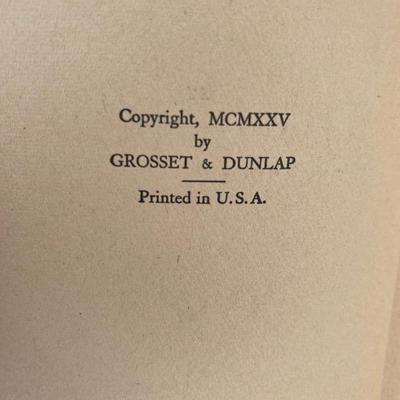 Copyright, MCMXXV
by
GROSSET & DUNLAP
Printed in U.S.A.